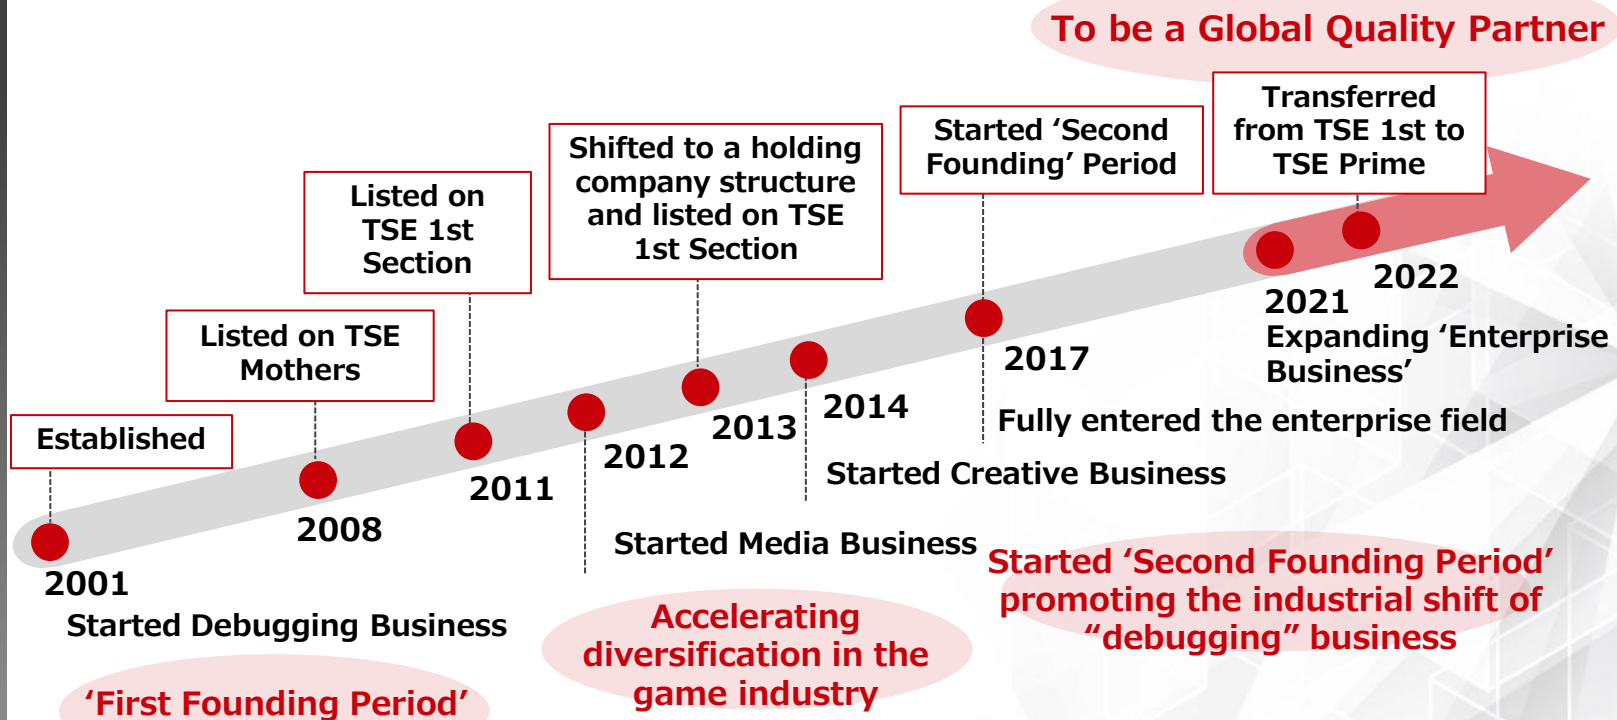 To be a Global Quality Partner
Transferred
from TSE 1st to
TSE Prime
Started ‘Second
Founding’ Period
Shifted to a holding
company structure
and listed on TSE
1st Section
Listed on
TSE 1st
Section
Listed on TSE
Mothers
Established
2001
Started Debugging Business
2008
2011
2012
Started Media Business
2013
2014
Started Creative Business
2017
Fully entered the enterprise field
2021
Expanding ‘Enterprise
Business’
2022
‘First Founding Period’
Accelerating
diversification in the
game industry
Started ‘Second Founding Period’
promoting the industrial shift of
“debugging” business